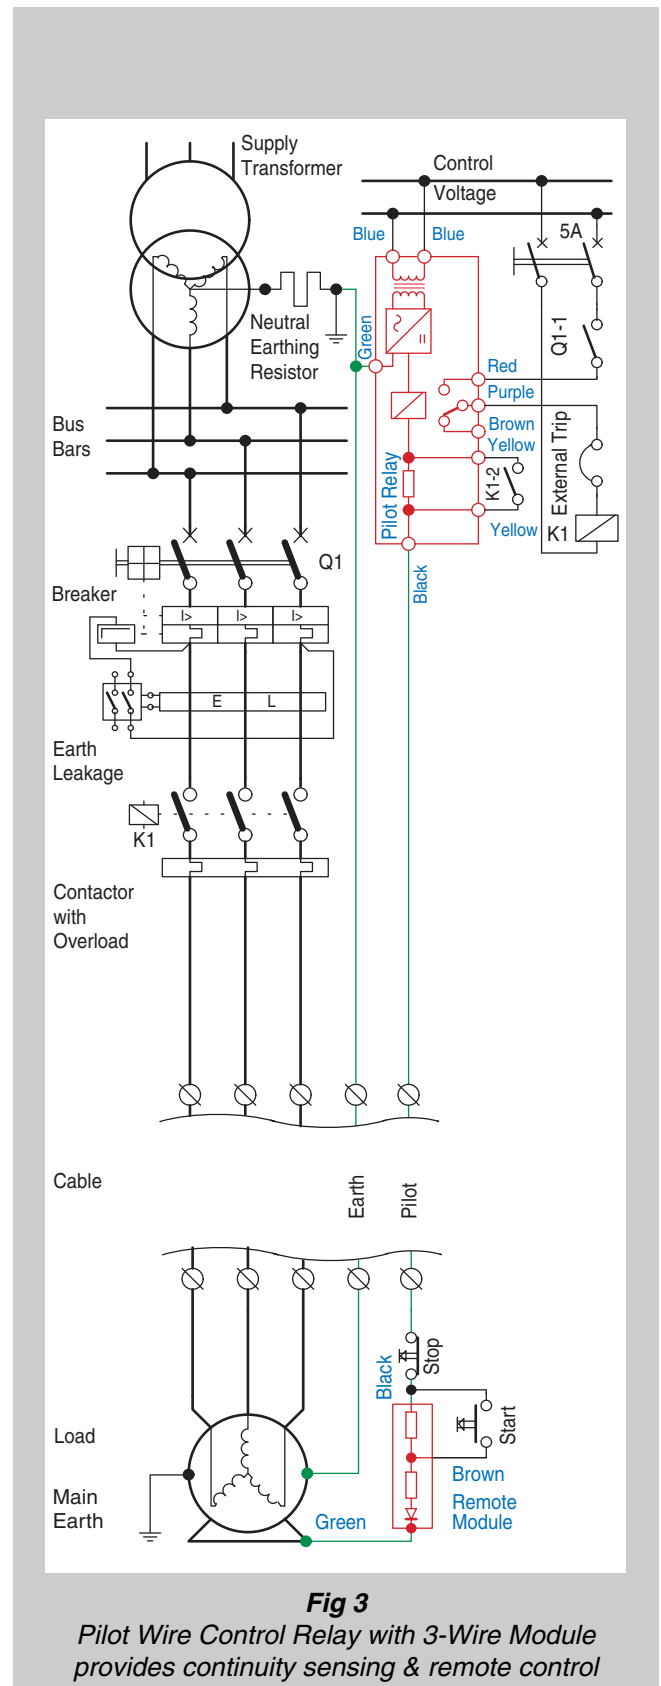 Supply
Transformer
Control
Voltage
Blue
Blue
5A
Neutral
Earthing
Resistor
Green
Q1-1
Red
Purple
Brown
Yellow
Bus
Bars
Pilot Relay
K1-2
External Trip
Yellow
K1
Q1
Breaker
Black
I>
I>
I>
E L
Earth
Leakage
K1
Contactor
with
Overload
Cable
Earth
Pilot
Stop
Black
Start
Load
Brown
Main
Earth
Remote
Module
Green
=
Fig 3
Pilot Wire Control Relay with 3-Wire Module
provides continuity sensing & remote control